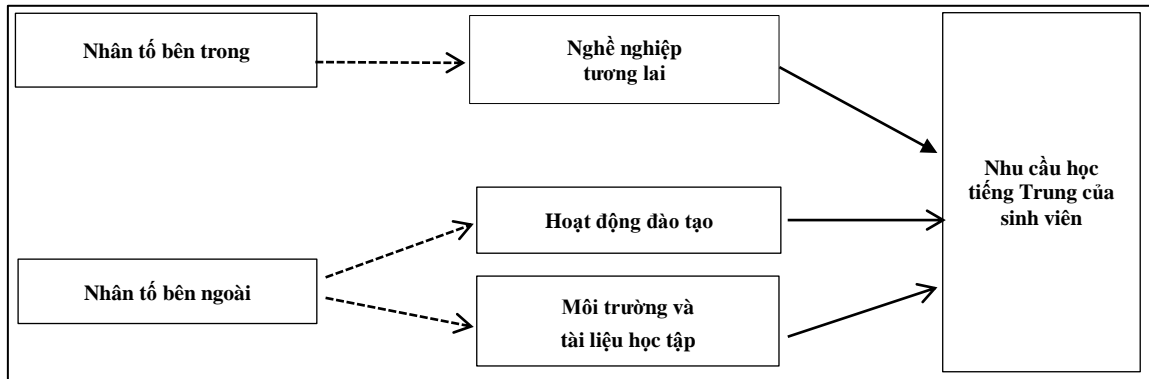 Nhân tố bên trong
Nghề nghiệp
tương lai
Nhu cầu học
tiếng Trung của
sinh viên
Hoạt động đào tạo
Nhân tố bên ngoài
Môi trường và
tài liệu học tập